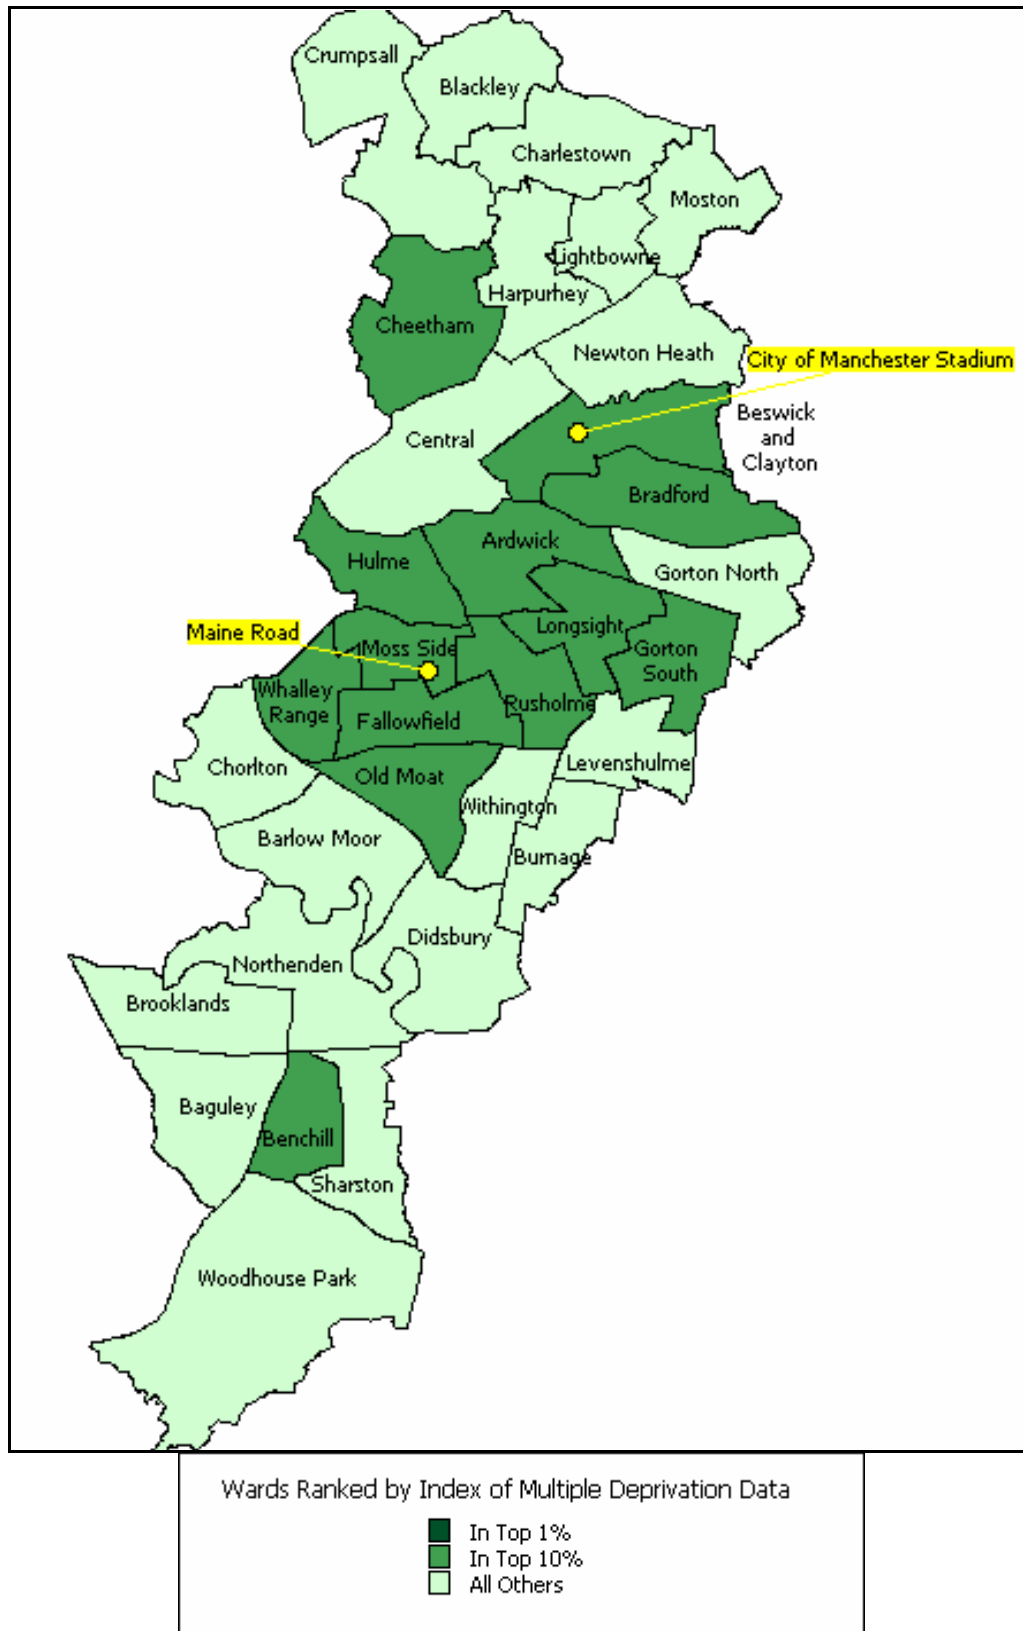 Crumpsall
Blackley
Charlestown
Moston
Lightbowne
Harpurhey
Cheetham
Newton Heath
City of Manchester Stadium
Beswick
and
Clayton
Central
Bradford
Ardwick
Hulme
Gorton North
Longsight
Maine Road
Moss Side
Gorton
South
Whalley
Range
Rusholme
Fallowfield
Levenshulme
Chorlton
Old Moat
Withington
Barlow Moor
Burnage
Didsbury
Northenden
Brooklands
Baguley
Benchill
Sharston
Woodhouse Park
Wards Ranked by Index of Multiple Deprivation Data
In Top 1%
In Top 10%
All Others